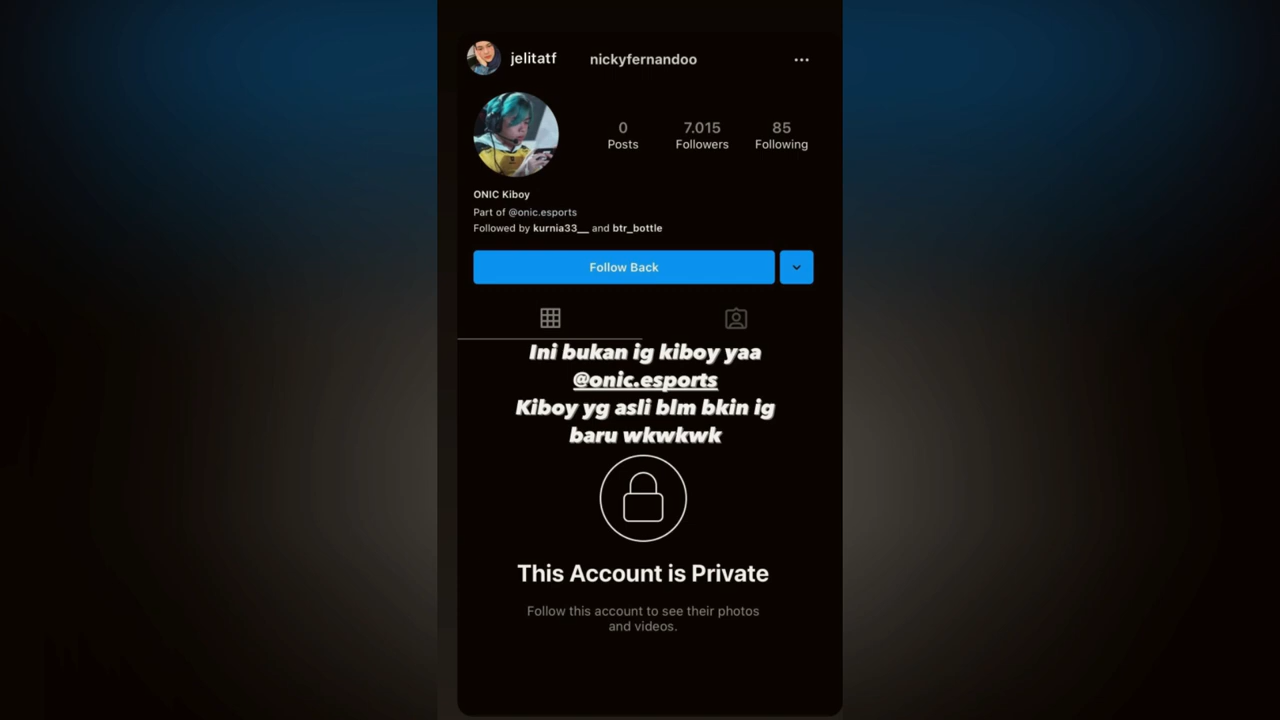 jelitatf nickyfernandoo
0 7.015 85
Posts Followers Following
ONIC Kiboy
Part of @onic.esports
Followed by kurnia33__ and btr_bottle
Follow Back
Ini bukan ig kiboy yaa
@onic.esports
Kiboy yg asli blm bkin ig
baru wkwkwk
This Account is Private
Follow this account to see their photos
and videos.